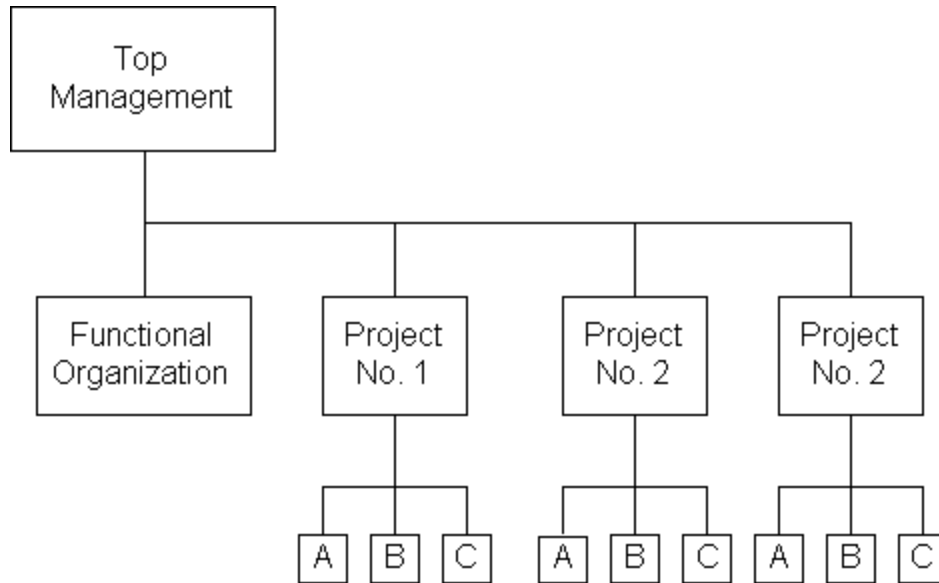 Top
Management
Functional
Organization
Project
No. 1
Project
No. 2
Project
No. 2
A B C A B C A B C